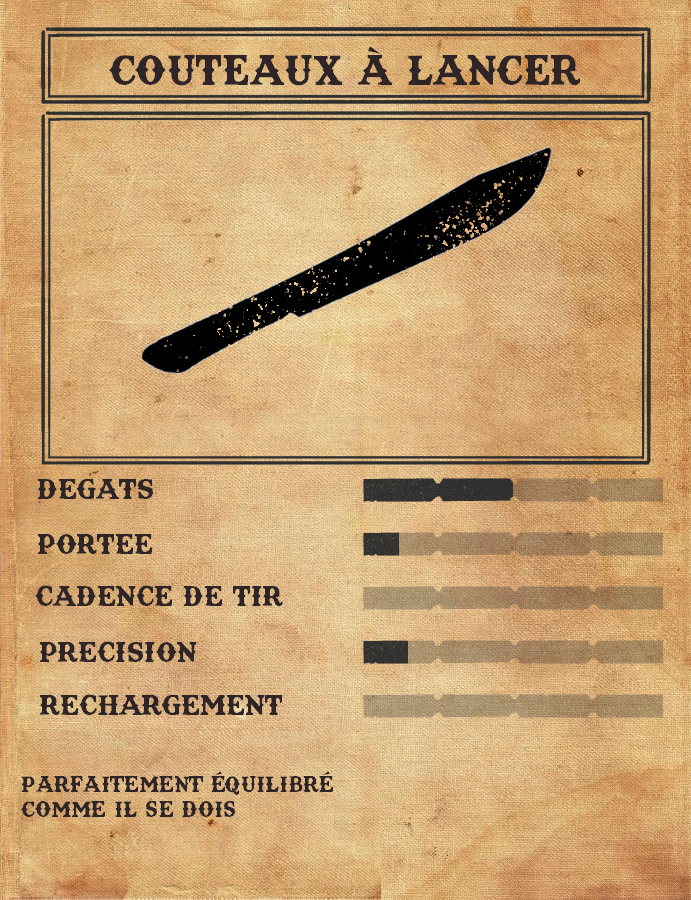 COUTEAUX À LANCER
DEGATS
PORTEE
CADENCE DE TIR
PRECISION
RECHARGEMENT
PARFAITEMENT ÉQUILIBRÉ
COMME IL SE DOIS